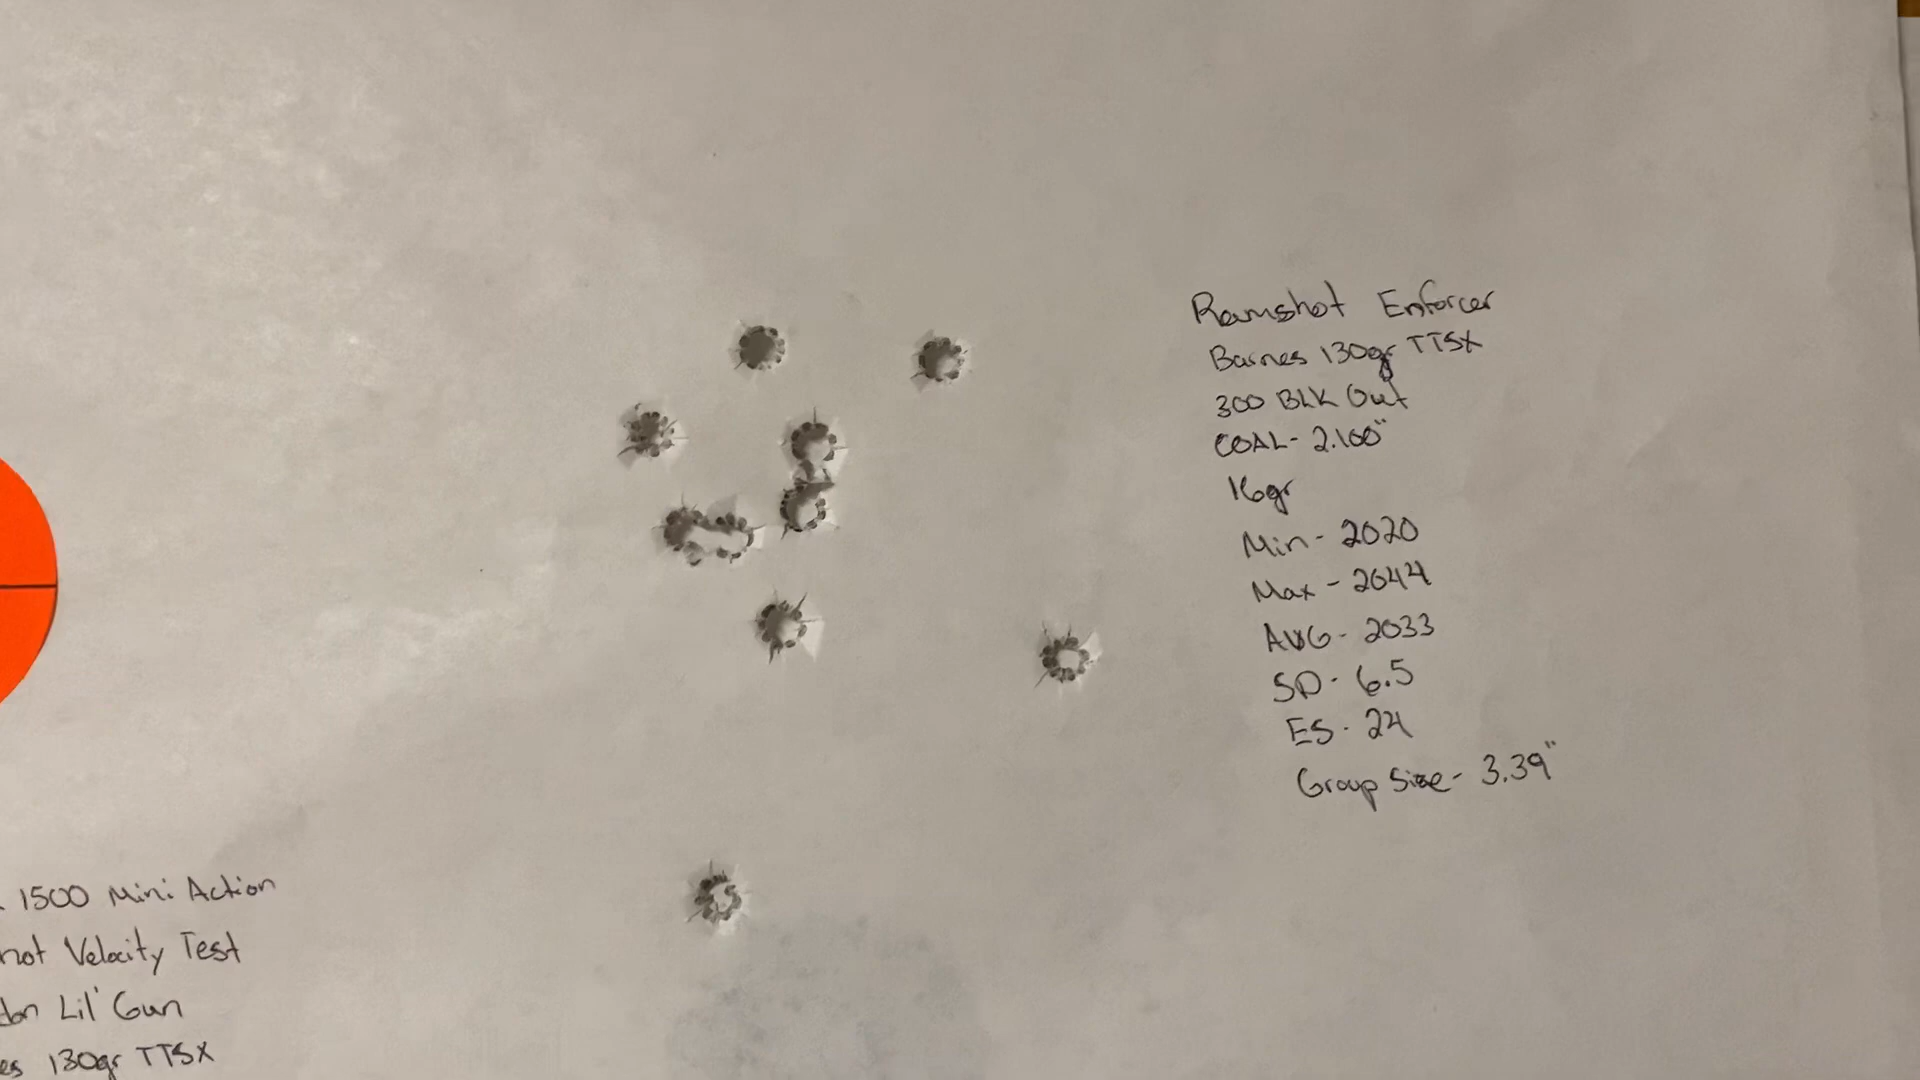 Ramshot Enforcer
Barnes 130gr TTSX
300 BLK Out
COAL- 2.100"
16gr
Min- 2020
Max - 2044
AVG - 2033
SD - 6.5
ES - 24
Group Size - 3.39"
1500 Mini Action
Velocity Test
Lil' Gun
130gr TTSX